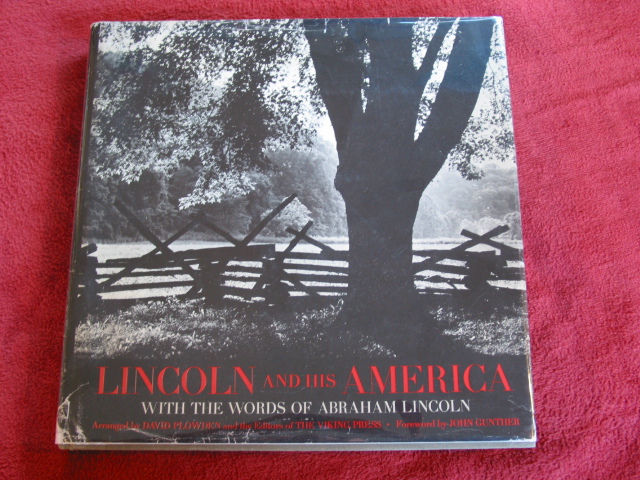 LINCOLN AND HIS AMERICA
WITH THE WORDS OF ABRAHAM LINCOLN
Arranged by DAVID PLOWDEN and the Editors of THE VIKING PRESS • Foreword by JOHN GUNTHER